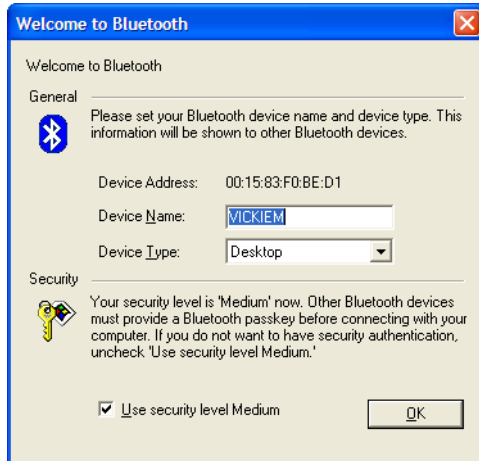 Welcome to Bluetooth
Welcome to Bluetooth
General
Please set your Bluetooth device name and device type. This
information will be shown to other Bluetooth devices.
Device Address: 00:15:83:F0:BE:D1
Device Name: VICKIEM
Device Type: Desktop
Security
Your security level is 'Medium' now. Other Bluetooth devices
must provide a Bluetooth passkey before connecting with your
computer. If you do not want to have security authentication,
uncheck 'Use security level Medium.'
Use security level Medium
OK